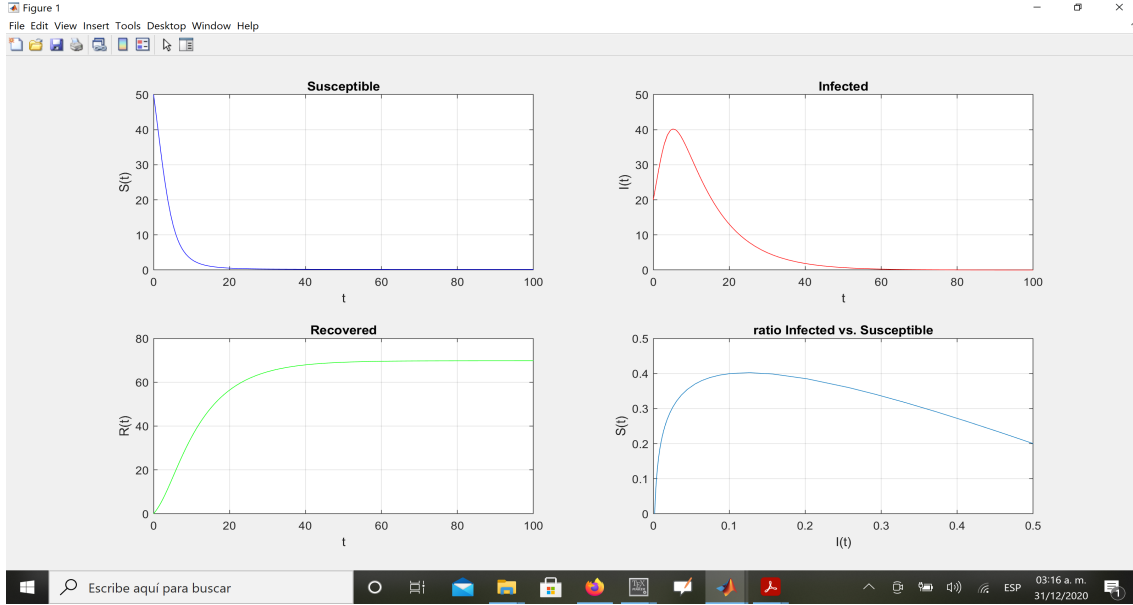 Figure 1
File Edit View Insert Tools Desktop Window Help
Susceptible
50
40
30
20
10
0
S(t)
0 20 40 60 80 100
t
Infected
50
40
30
20
10
0
I(t)
0 20 40 60 80 100
t
Recovered
80
60
40
20
0
R(t)
0 20 40 60 80 100
t
ratio Infected vs. Susceptible
0.5
0.4
0.3
0.2
0.1
0
S(t)
0 0.1 0.2 0.3 0.4 0.5
I(t)
Escribe aquí para buscar
ESP
03:16 a. m.
31/12/2020
1